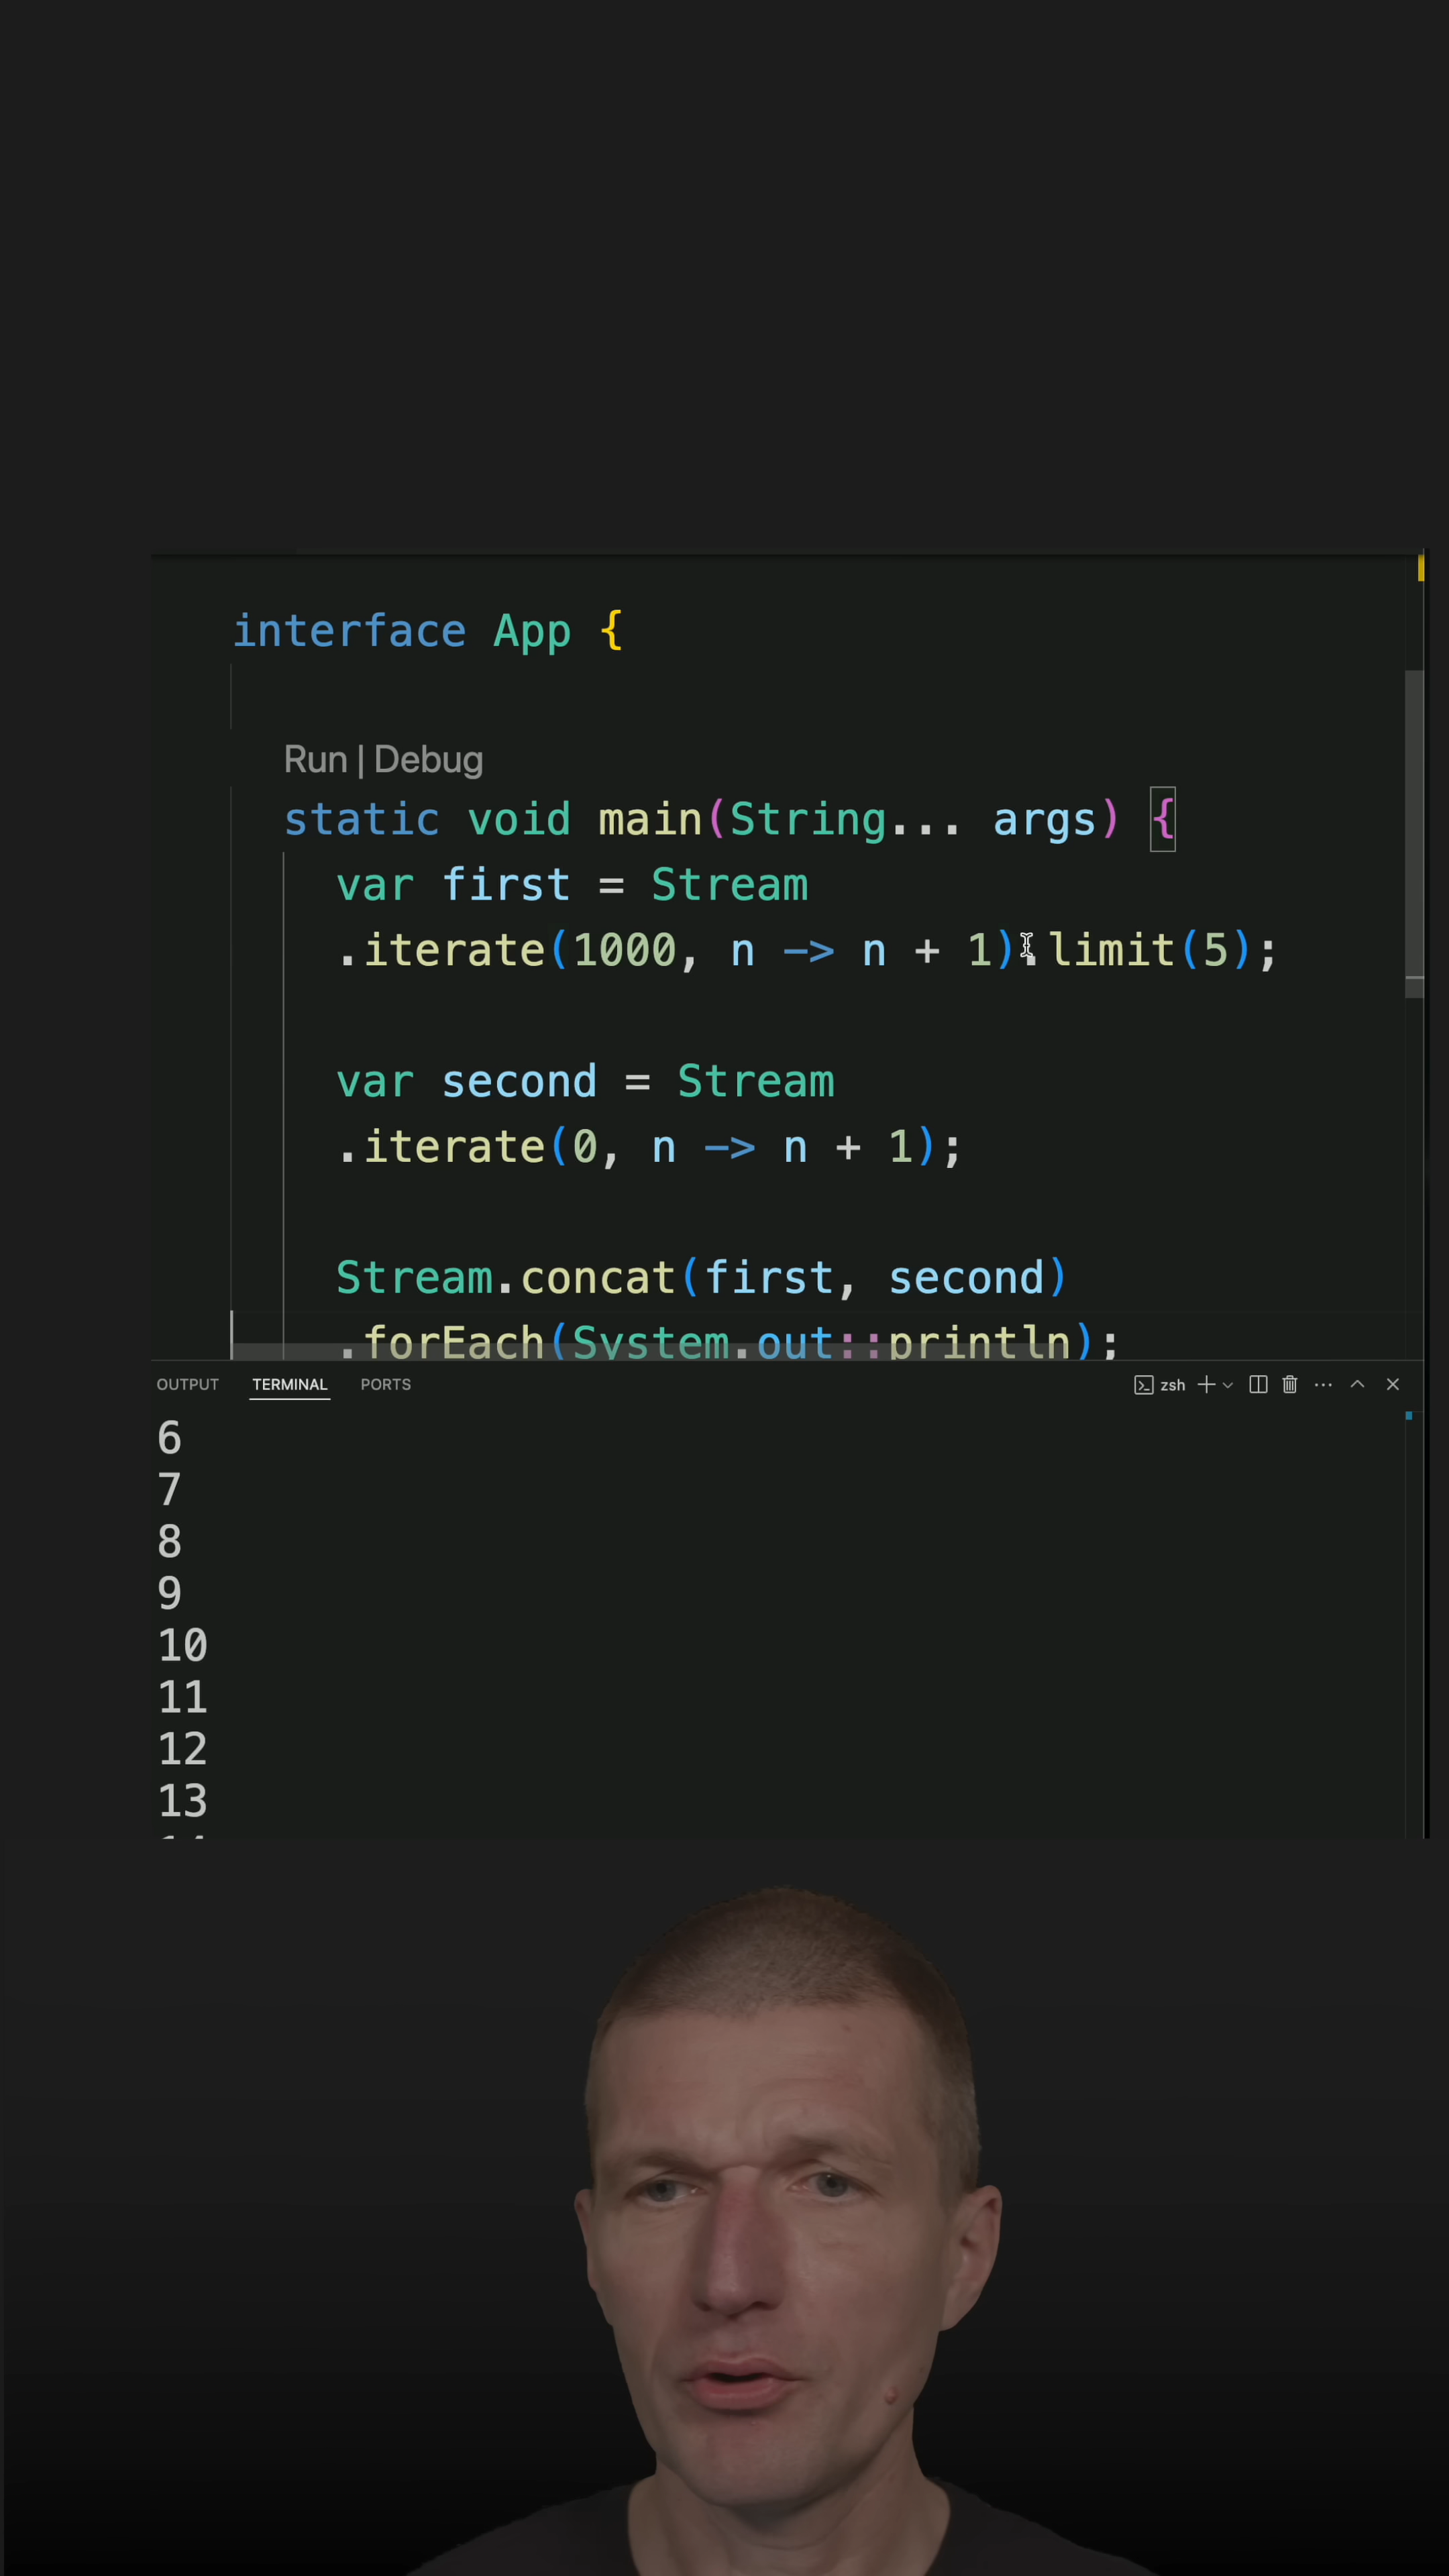 interface App {
Run | Debug
static void main(String... args) {
var first = Stream
.iterate(1000, n -> n + 1).limit(5);
var second = Stream
.iterate(0, n -> n + 1);
Stream.concat(first, second)
.forEach(System.out::println);
OUTPUT TERMINAL PORTS zsh
6
7
8
9
10
11
12
13